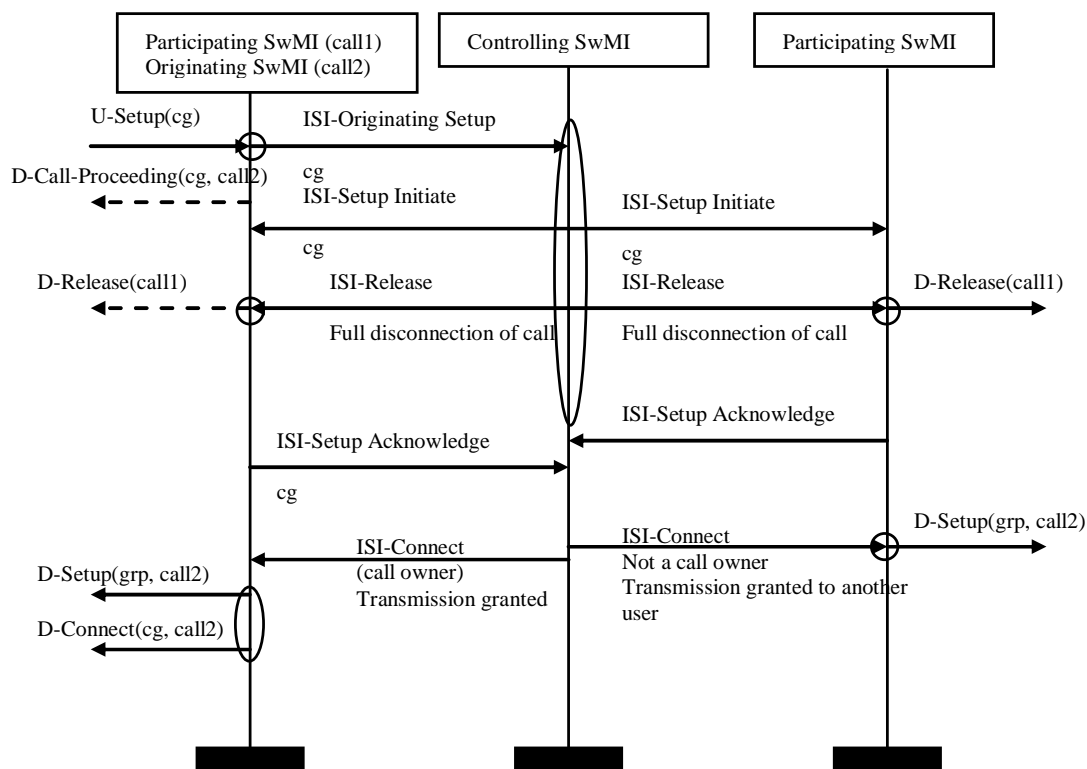 Participating SwMI (call1)
Originating SwMI (call2)
Controlling SwMI
Participating SwMI
U-Setup(cg)
ISI-Originating Setup
cg
D-Call-Proceeding(cg, call2)
ISI-Setup Initiate
ISI-Setup Initiate
cg
cg
D-Release(call1)
ISI-Release
ISI-Release
D-Release(call1)
Full disconnection of call
Full disconnection of call
ISI-Setup Acknowledge
ISI-Setup Acknowledge
cg
D-Setup(grp, call2)
ISI-Connect
(call owner)
Transmission granted
ISI-Connect
Not a call owner
Transmission granted to another
user
D-Setup(grp, call2)
D-Connect(cg, call2)